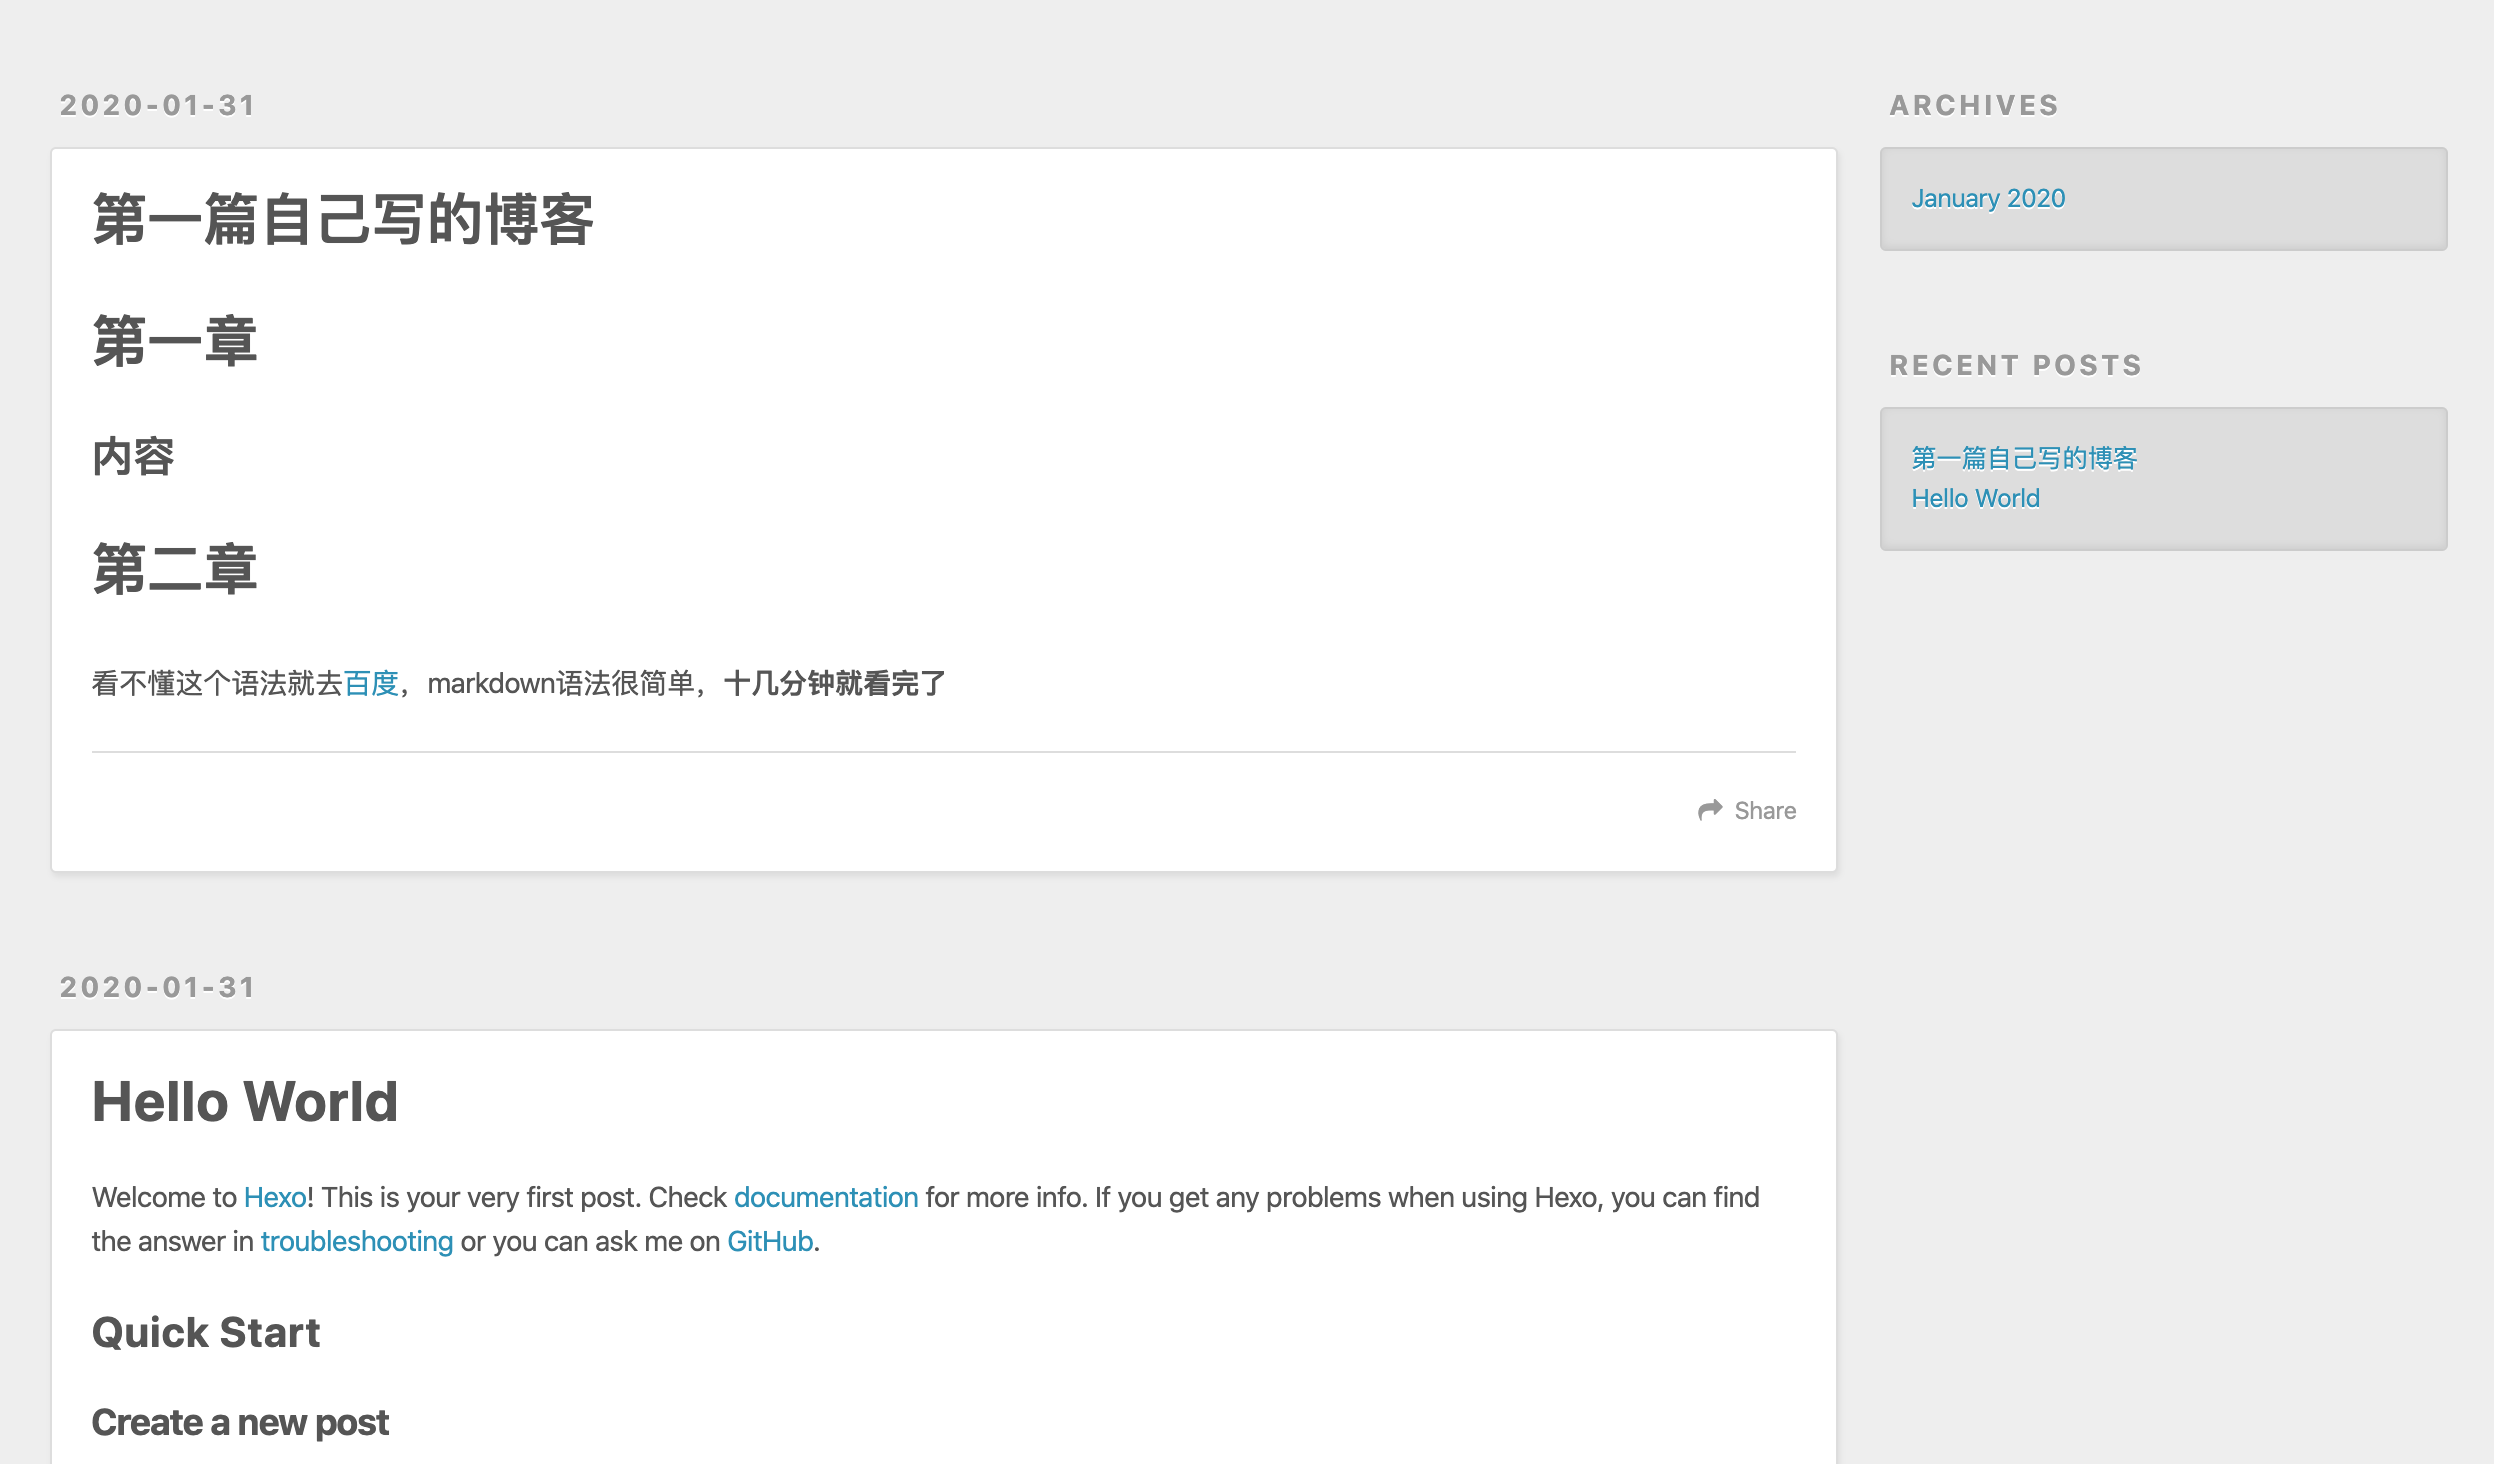 2020-01-31
第一篇自己写的博客
第一章
内容
第二章
看不懂这个语法就去百度，markdown语法很简单，十几分钟就看完了
Share
2020-01-31
Hello World
Welcome to Hexo! This is your very first post. Check documentation for more info. If you get any problems when using Hexo, you can find
the answer in troubleshooting or you can ask me on GitHub.
Quick Start
Create a new post
ARCHIVES
January 2020
RECENT POSTS
第一篇自己写的博客
Hello World